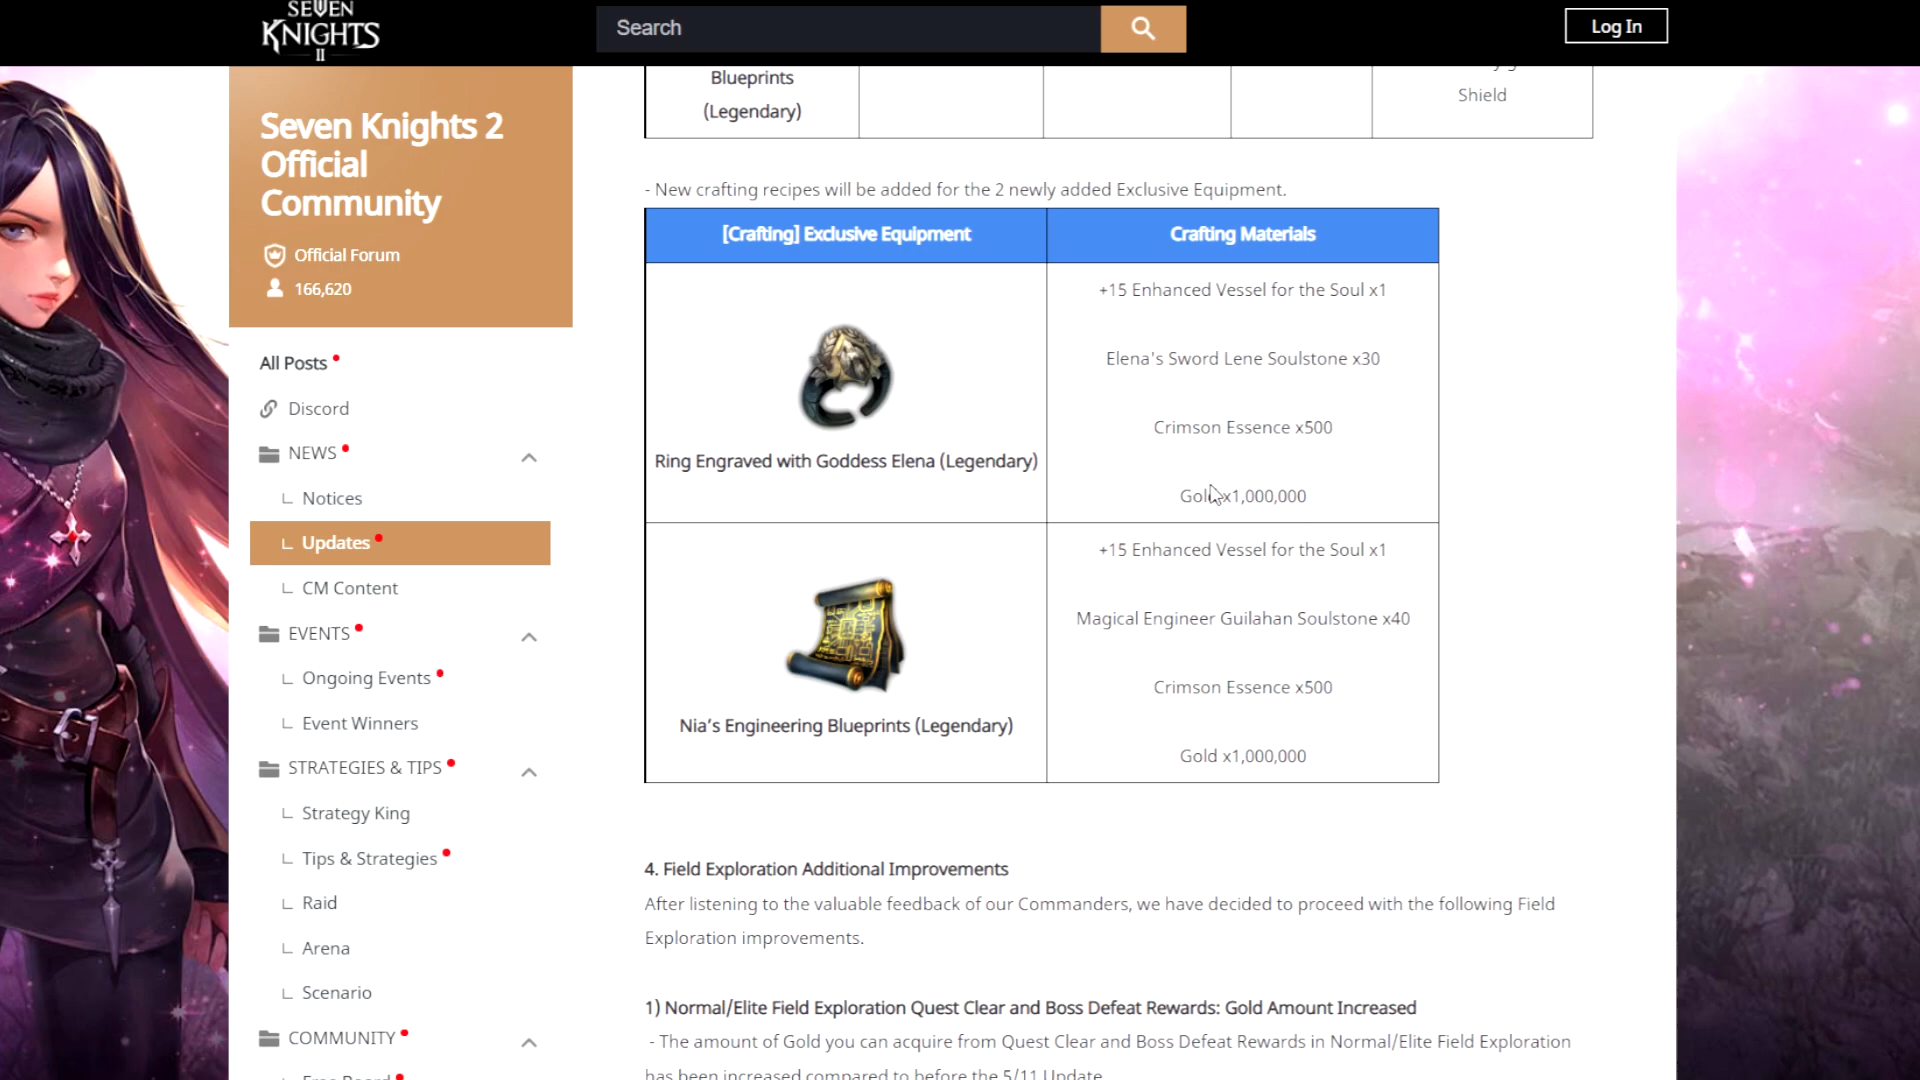 SEVEN
KNIGHTS
II
Search
Log In
Seven Knights 2
Official
Community
Official Forum
166,620
All Posts
Discord
NEWS
Notices
Updates
CM Content
EVENTS
Ongoing Events
Event Winners
STRATEGIES & TIPS
Strategy King
Tips & Strategies
Raid
Arena
Scenario
COMMUNITY
Free Board
Blueprints
(Legendary)
Shield
- New crafting recipes will be added for the 2 newly added Exclusive Equipment.
[Crafting] Exclusive Equipment
Crafting Materials
Ring Engraved with Goddess Elena (Legendary)
+15 Enhanced Vessel for the Soul x1
Elena's Sword Lene Soulstone x30
Crimson Essence x500
Gold x1,000,000
Nia’s Engineering Blueprints (Legendary)
+15 Enhanced Vessel for the Soul x1
Magical Engineer Guilahan Soulstone x40
Crimson Essence x500
Gold x1,000,000
4. Field Exploration Additional Improvements
After listening to the valuable feedback of our Commanders, we have decided to proceed with the following Field
Exploration improvements.
1) Normal/Elite Field Exploration Quest Clear and Boss Defeat Rewards: Gold Amount Increased
- The amount of Gold you can acquire from Quest Clear and Boss Defeat Rewards in Normal/Elite Field Exploration
has been increased compared to before the 5/11 Update